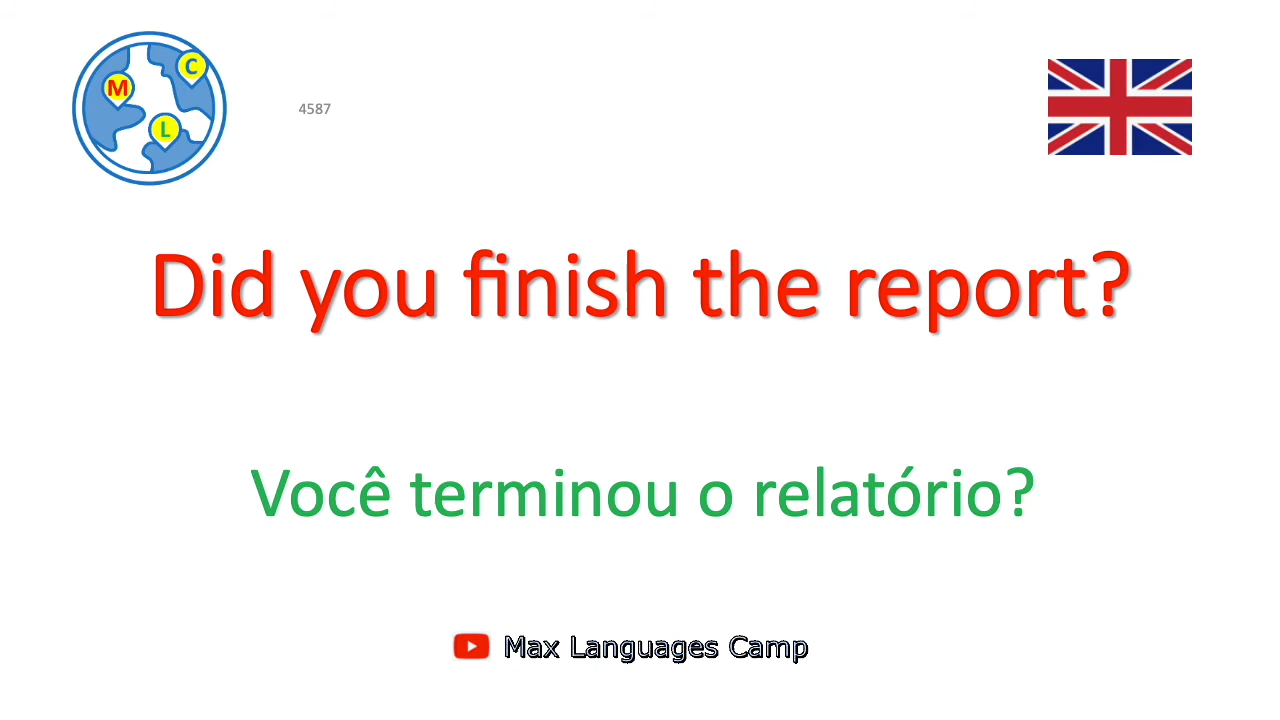 M
C
L
4587
Did you finish the report?
Você terminou o relatório?
Max Languages Camp